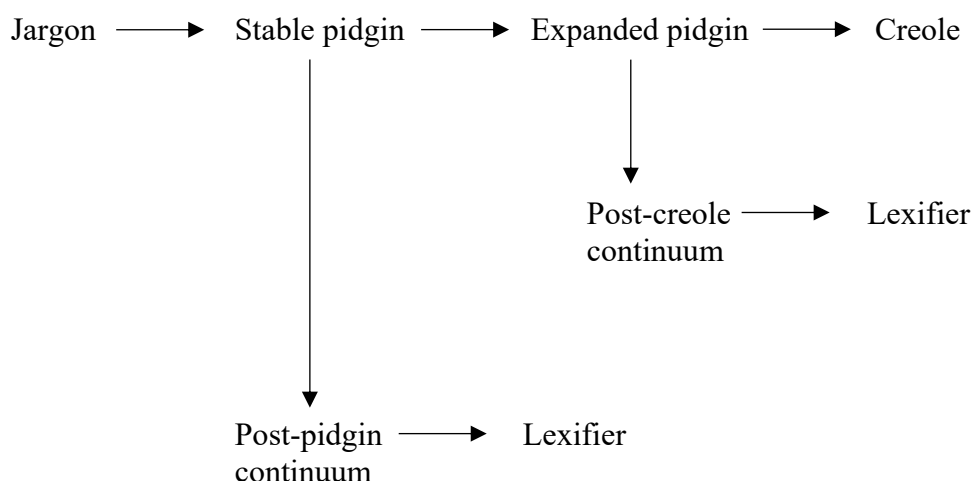 Jargon Stable pidgin Expanded pidgin Creole
Post-creole Lexifier
continuum
Post-pidgin Lexifier
continuum